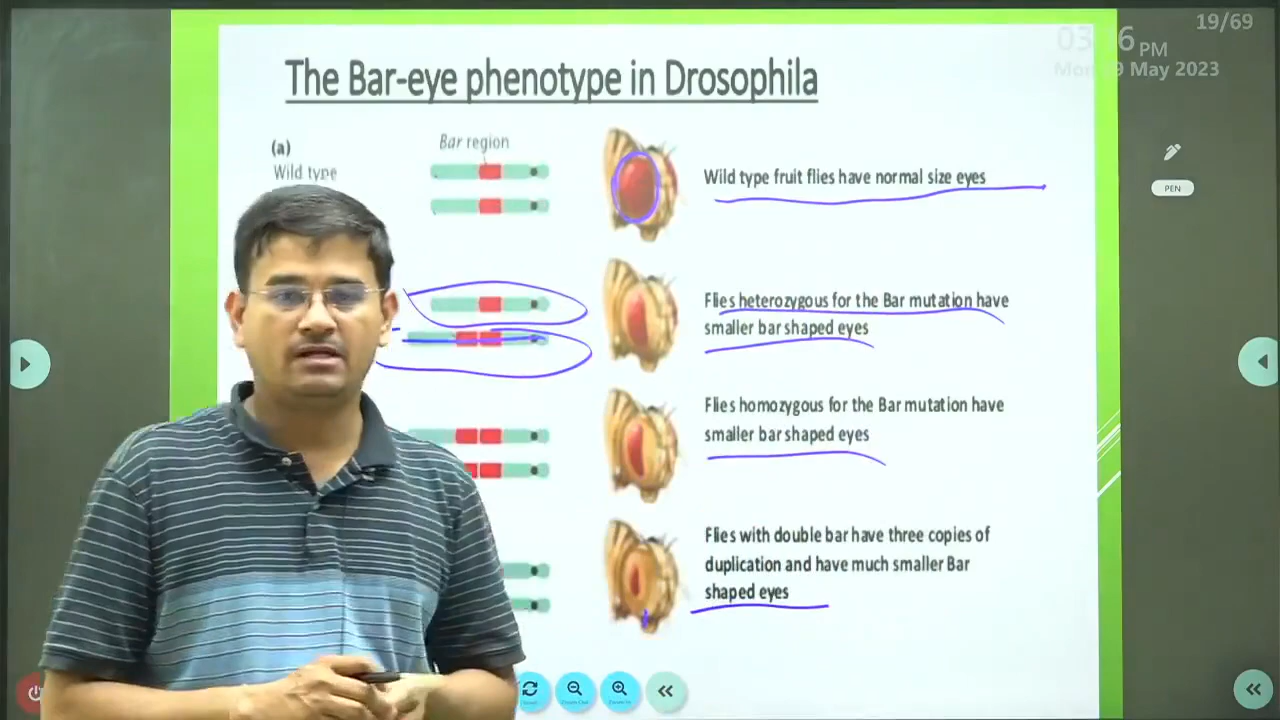 19/69
PM
May 2023
The Bar-eye phenotype in Drosophila
(a)
Bar region
Wild type
Wild type fruit flies have normal size eyes
PEN
Flies heterozygous for the Bar mutation have
smaller bar shaped eyes
Flies homozygous for the Bar mutation have
smaller bar shaped eyes
Flies with double bar have three copies of
duplication and have much smaller Bar
shaped eyes